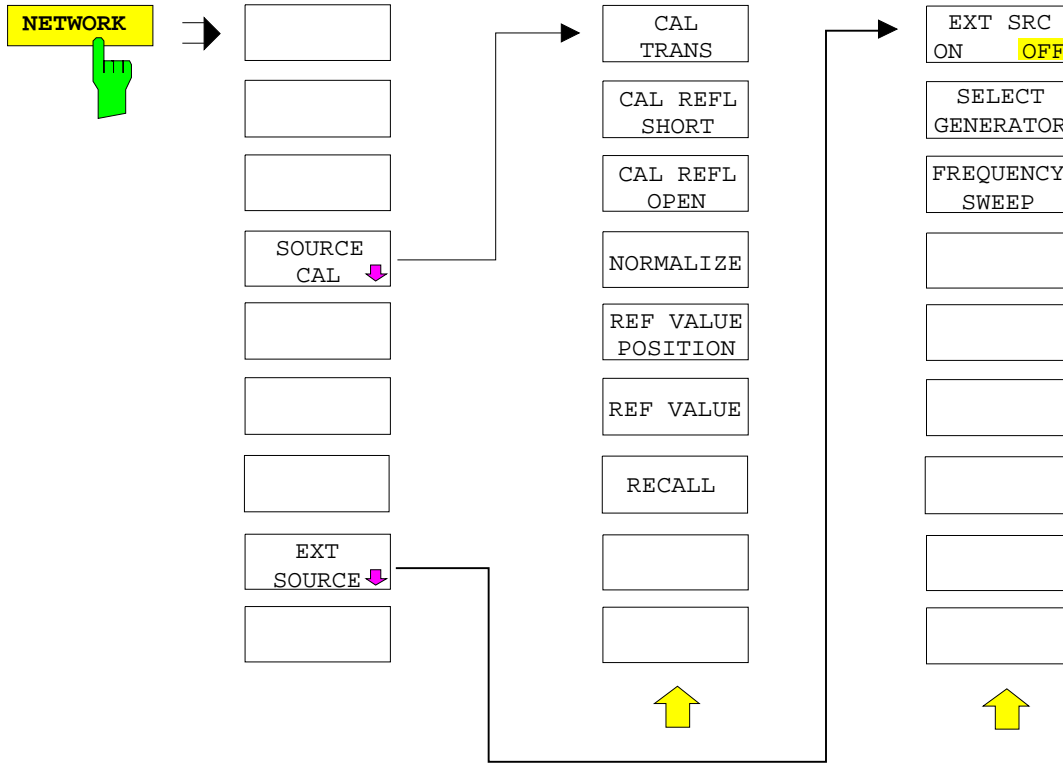 NETWORK
SOURCE
CAL
EXT
SOURCE
CAL
TRANS
CAL REFL
SHORT
CAL REFL
OPEN
NORMALIZE
REF VALUE
POSITION
REF VALUE
RECALL
EXT SRC
ON OFF
SELECT
GENERATOR
FREQUENCY
SWEEP